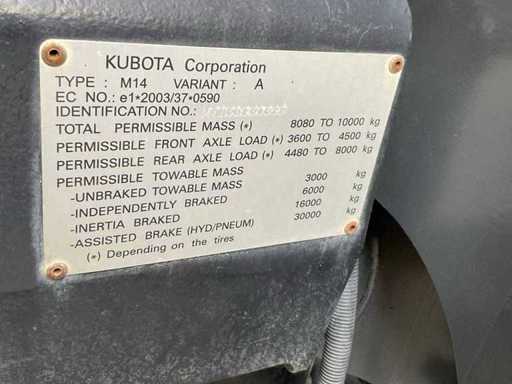 KUBOTA Corporation
TYPE : M14 VARIANT : A
EC NO.: e1*2003/37*0590
IDENTIFICATION NO.:
TOTAL PERMISSIBLE MASS (*) 8080 TO 10000 kg
PERMISSIBLE FRONT AXLE LOAD (*) 3600 TO 4500 kg
PERMISSIBLE REAR AXLE LOAD (*) 4480 TO 8000 kg
PERMISSIBLE TOWABLE MASS
-UNBRAKED TOWABLE MASS 3000 kg
-INDEPENDENTLY BRAKED 6000 kg
-INERTIA BRAKED 16000 kg
-ASSISTED BRAKE (HYD/PNEUM) 30000 kg
(*) Depending on the tires